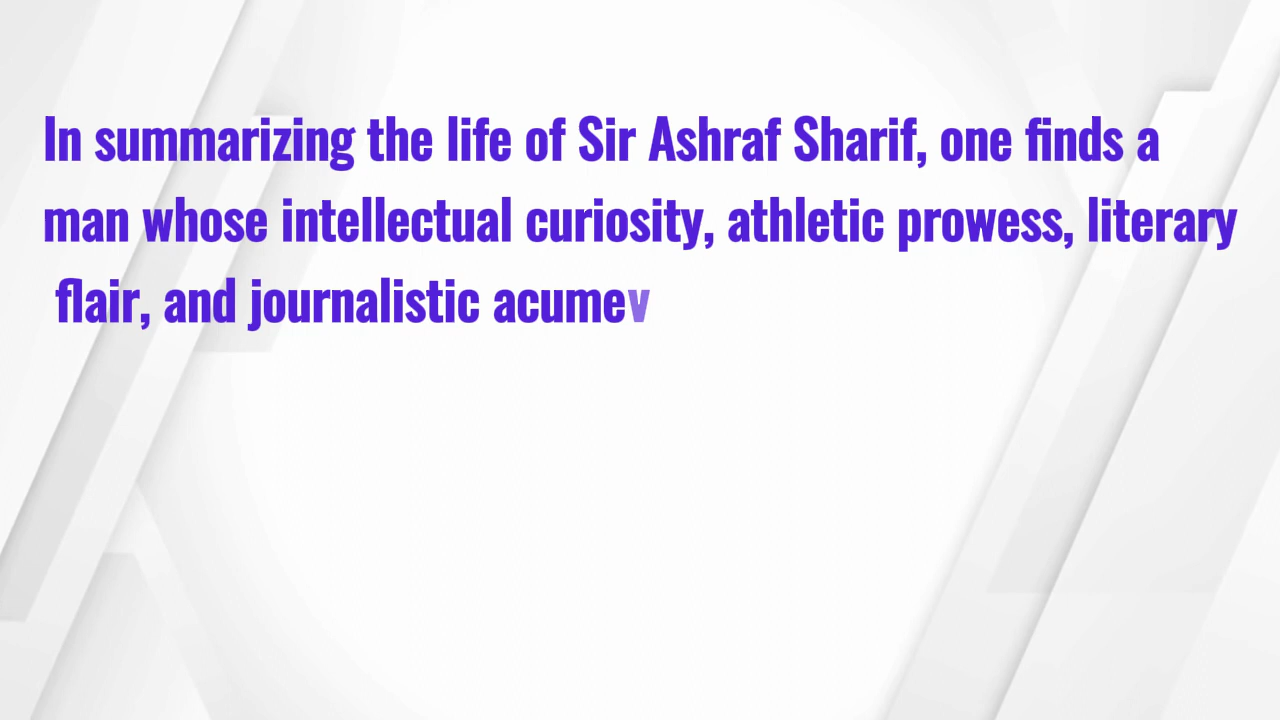 In summarizing the life of Sir Ashraf Sharif, one finds a
man whose intellectual curiosity, athletic prowess, literary
flair, and journalistic acumev